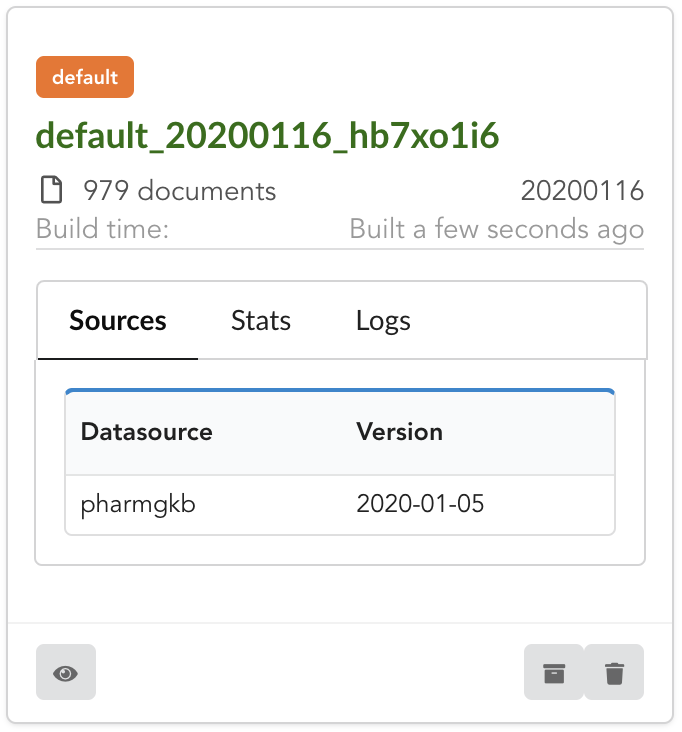 default
default_20200116_hb7xo1i6
979 documents 20200116
Build time: Built a few seconds ago
Sources Stats Logs
Datasource Version
pharmgkb 2020-01-05